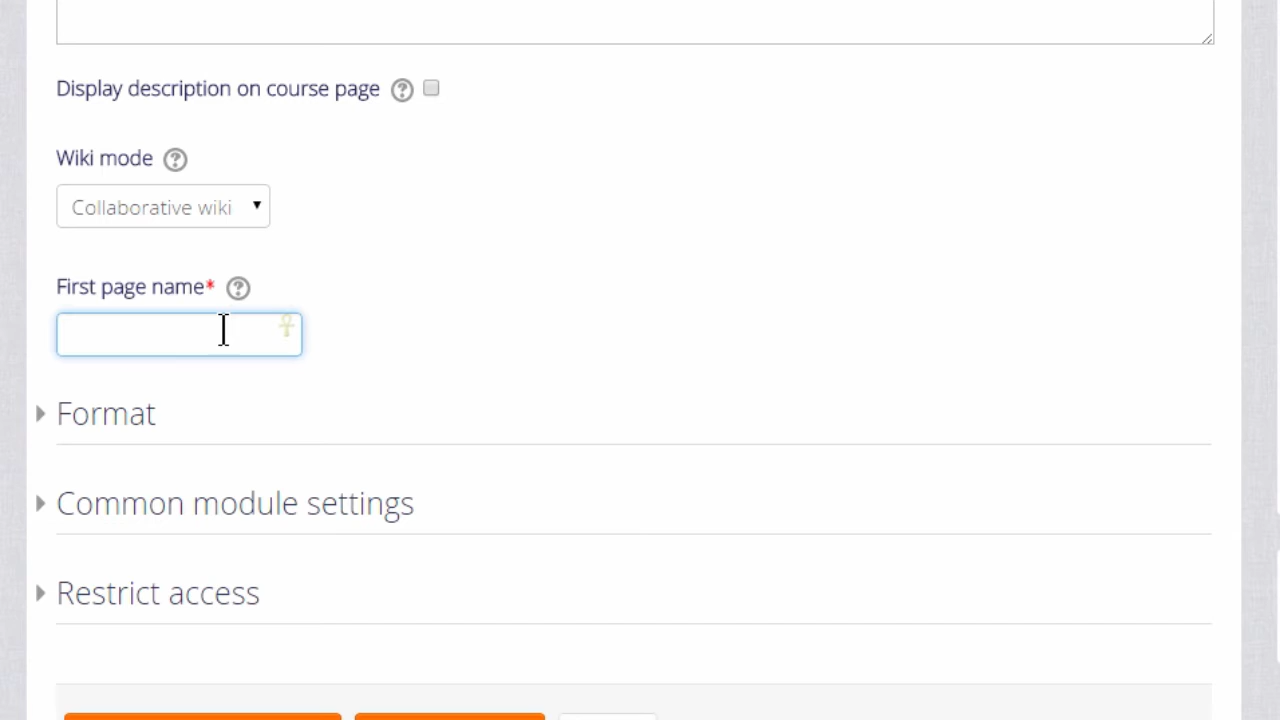 Display description on course page
Wiki mode
Collaborative wiki
First page name*
Format
Common module settings
Restrict access